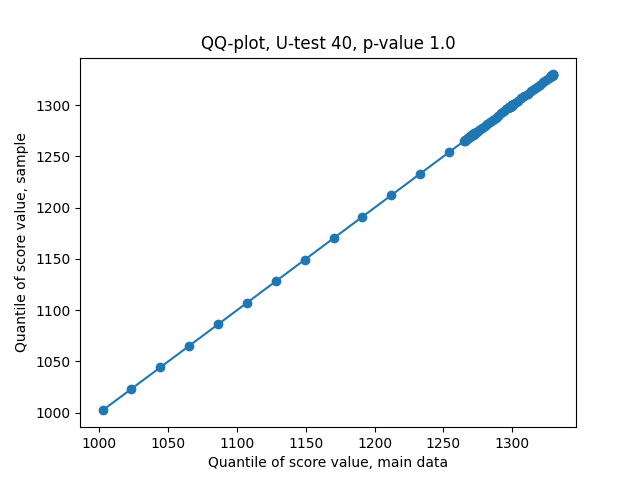 QQ-plot, U-test 40, p-value 1.0
Quantile of score value, sample
1300
1250
1200
1150
1100
1050
1000
1000 1050 1100 1150 1200 1250 1300
Quantile of score value, main data